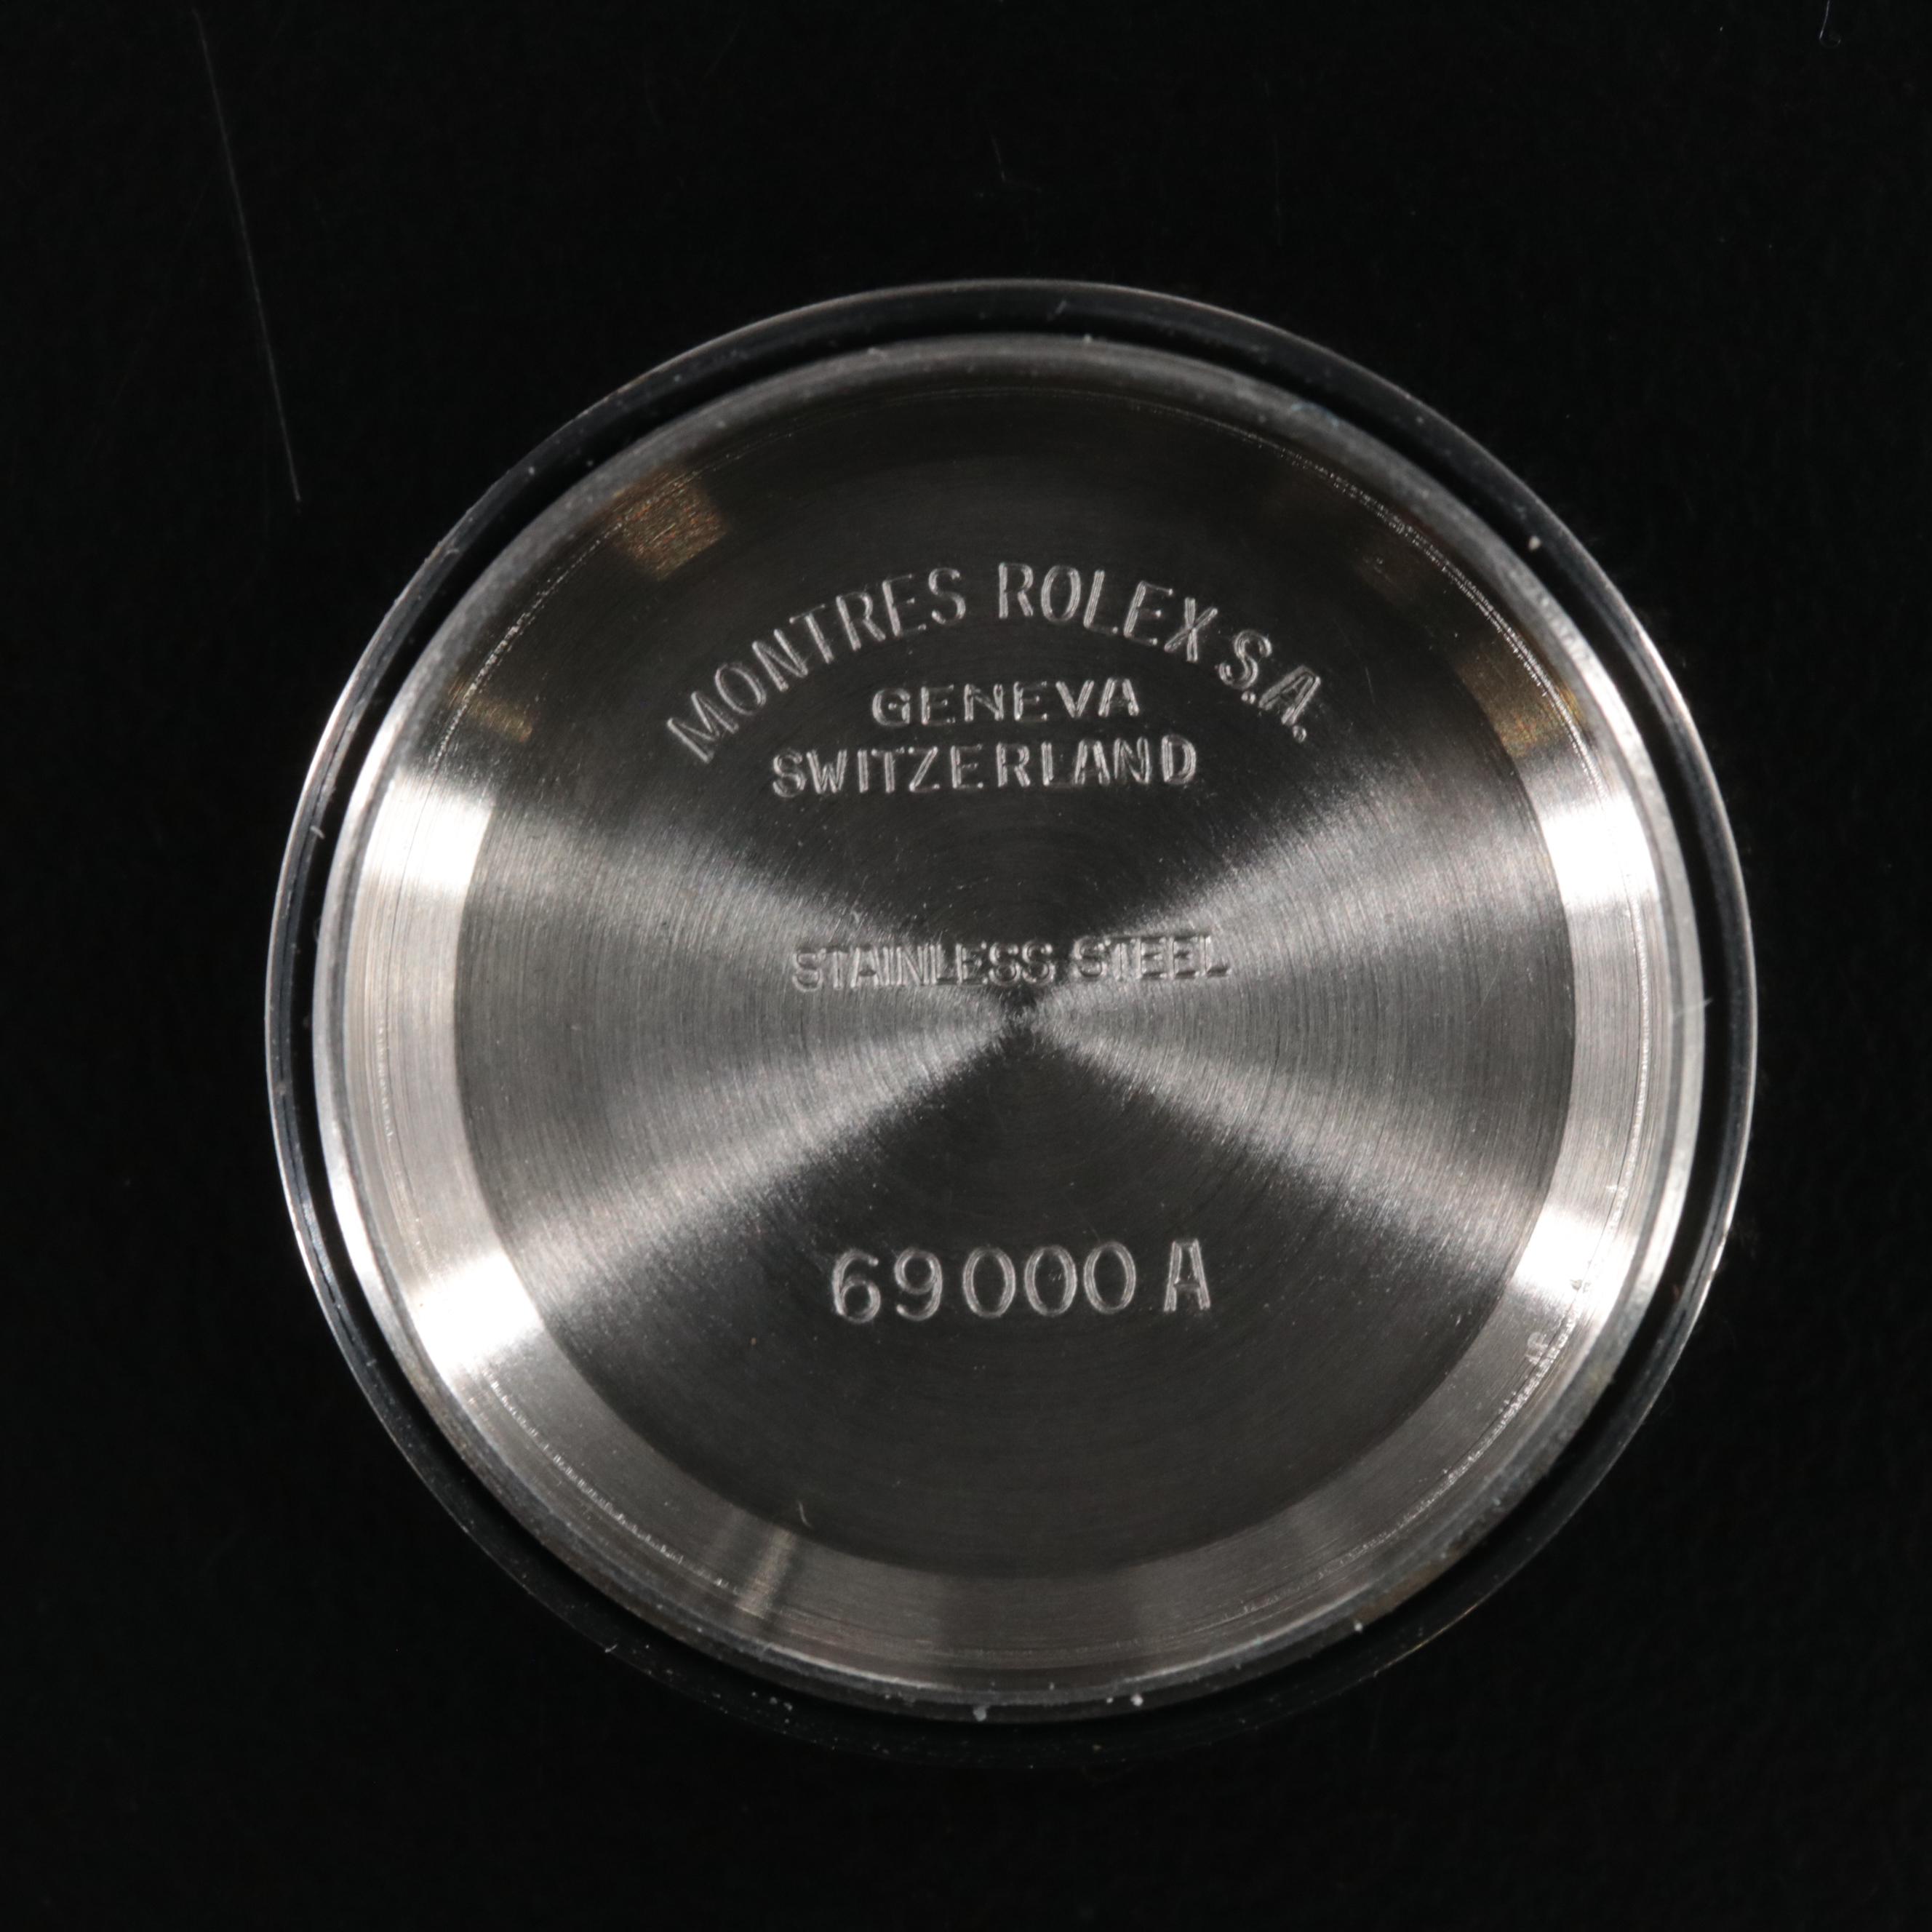 MONTRES ROLEX S.A.
GENEVA
SWITZERLAND
STAINLESS STEEL
69000 A